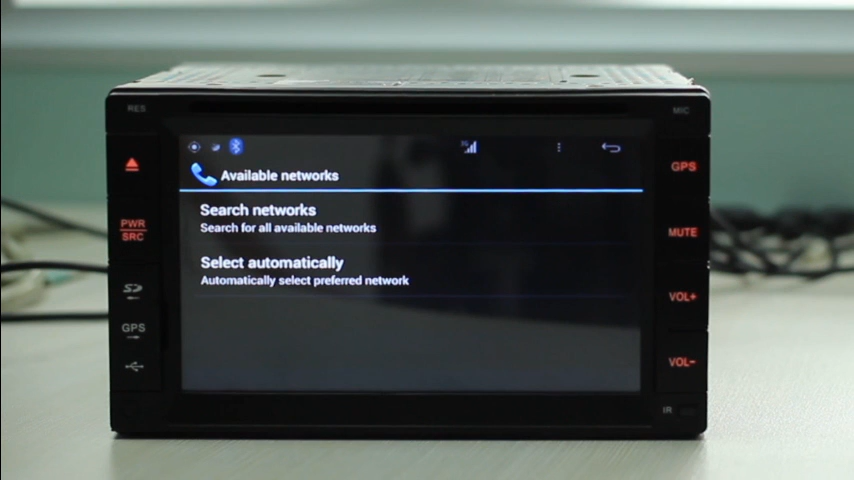 RES
MIC
Available networks
GPS
Search networks
Search for all available networks
PWR
SRC
MUTE
Select automatically
Automatically select preferred network
SD
VOL+
GPS
VOL-
IR